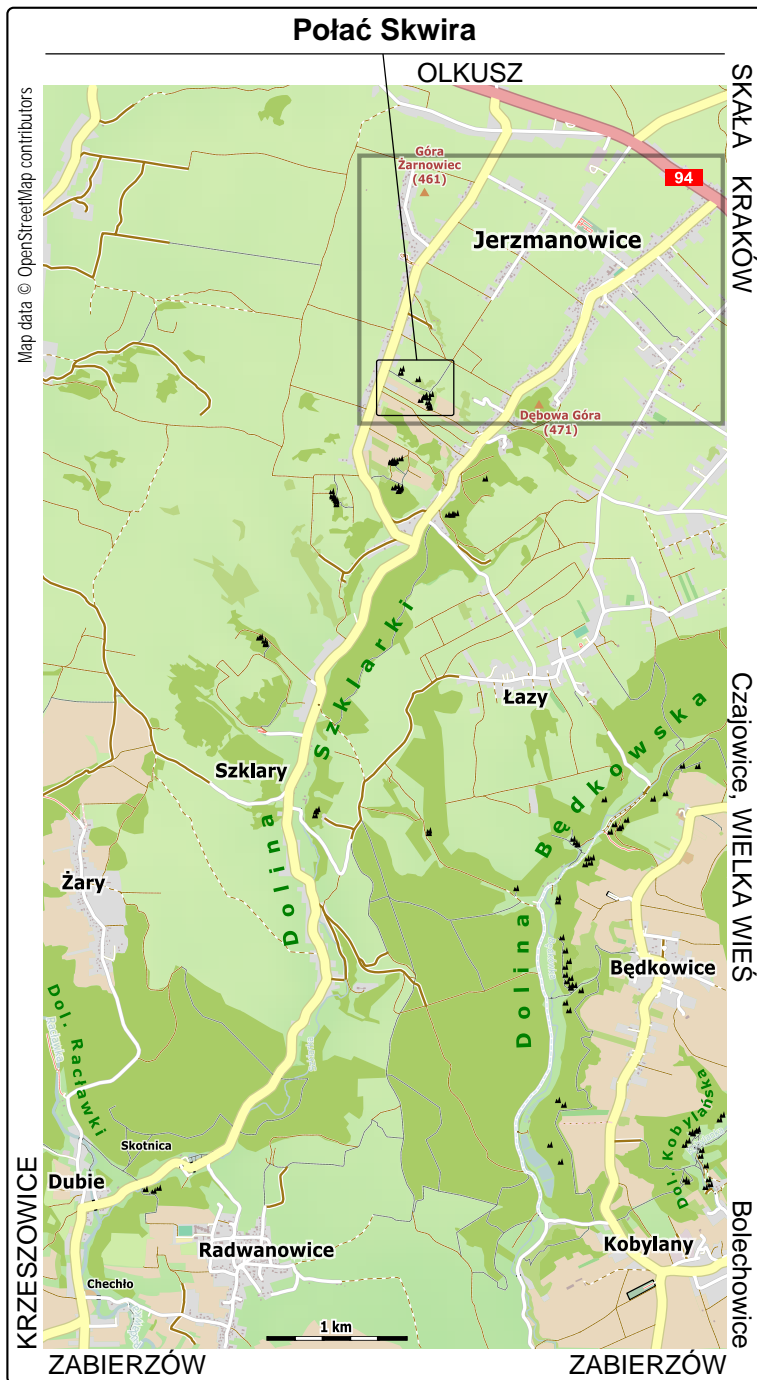 Połać Skwira
OLKUSZ
SKAŁA KRAKÓW
Map data © OpenStreetMap contributors
Góra
Żarnowiec
(461)
94
Jerzmanowice
Dębowa Góra
(471)
Dolina Szklarki
Łazy
Szklary
Czajowice, WIELKA WIEŚ
Dolina Będkowska
Żary
Będkowice
Dol. Racławki
Racławka
Dol. Kobylańska
Skotnica
Dubie
KRZESZOWICE
Radwanowice
Kobylany
Bolechowice
Chechło
1 km
ZABIERZÓW
ZABIERZÓW